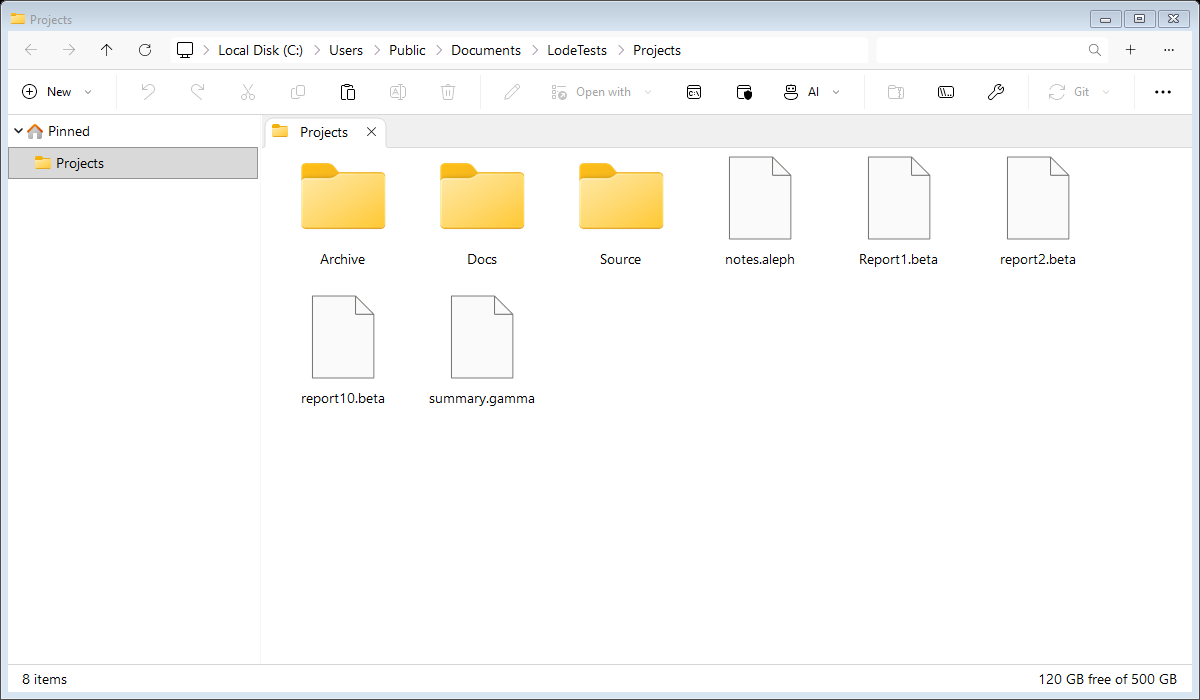 Projects
Local Disk (C:) Users Public Documents LodeTests Projects
New Open with AI Git
Pinned
Projects
Projects
Archive Docs Source notes.aleph Report1.beta report2.beta
report10.beta summary.gamma
8 items 120 GB free of 500 GB